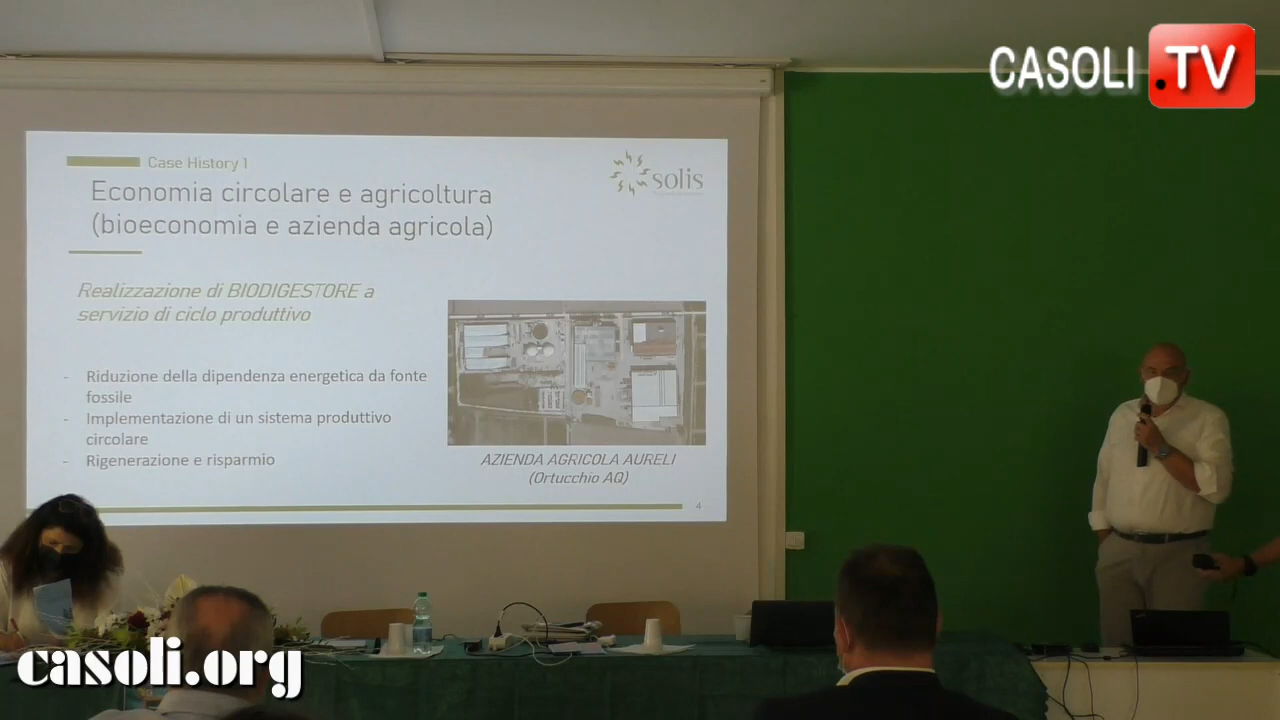 CASOLI .TV
Case History 1
solis
Economia circolare e agricoltura
(bioeconomia e azienda agricola)
Realizzazione di BIODIGESTORE a
servizio di ciclo produttivo
- Riduzione della dipendenza energetica da fonte
fossile
- Implementazione di un sistema produttivo
circolare
- Rigenerazione e risparmio
AZIENDA AGRICOLA AURELI
(Ortucchio AQ)
4
casoli.org